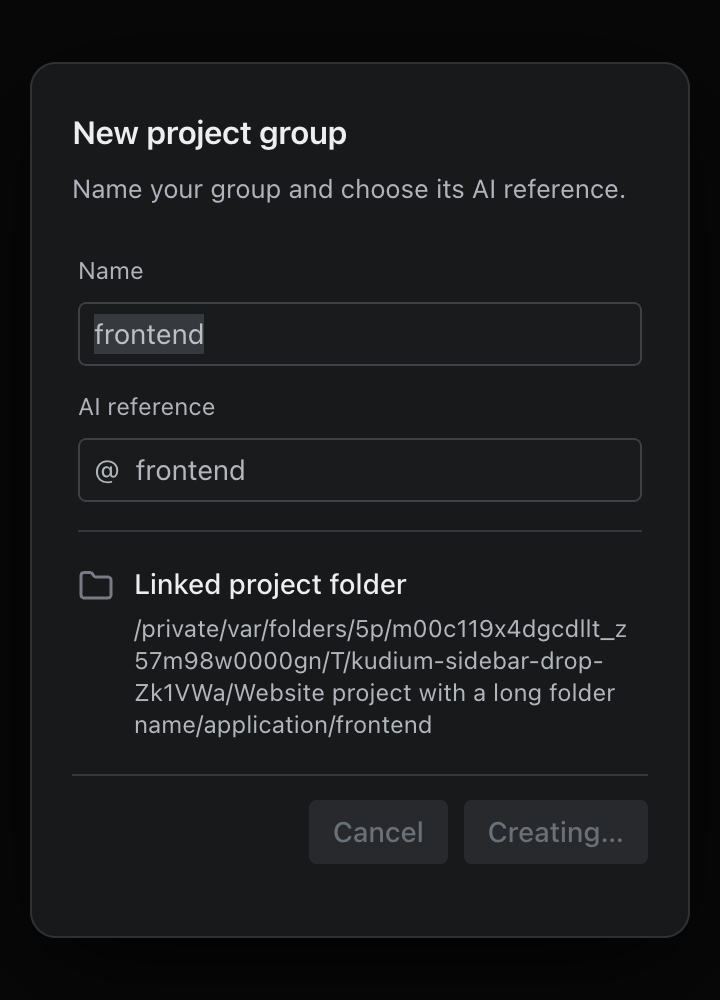 New project group
Name your group and choose its AI reference.
Name
frontend
AI reference
@ frontend
Linked project folder
/private/var/folders/5p/m00c119x4dgcdllt_z
57m98w0000gn/T/kudium-sidebar-drop-
Zk1VWa/Website project with a long folder
name/application/frontend
Cancel
Creating...